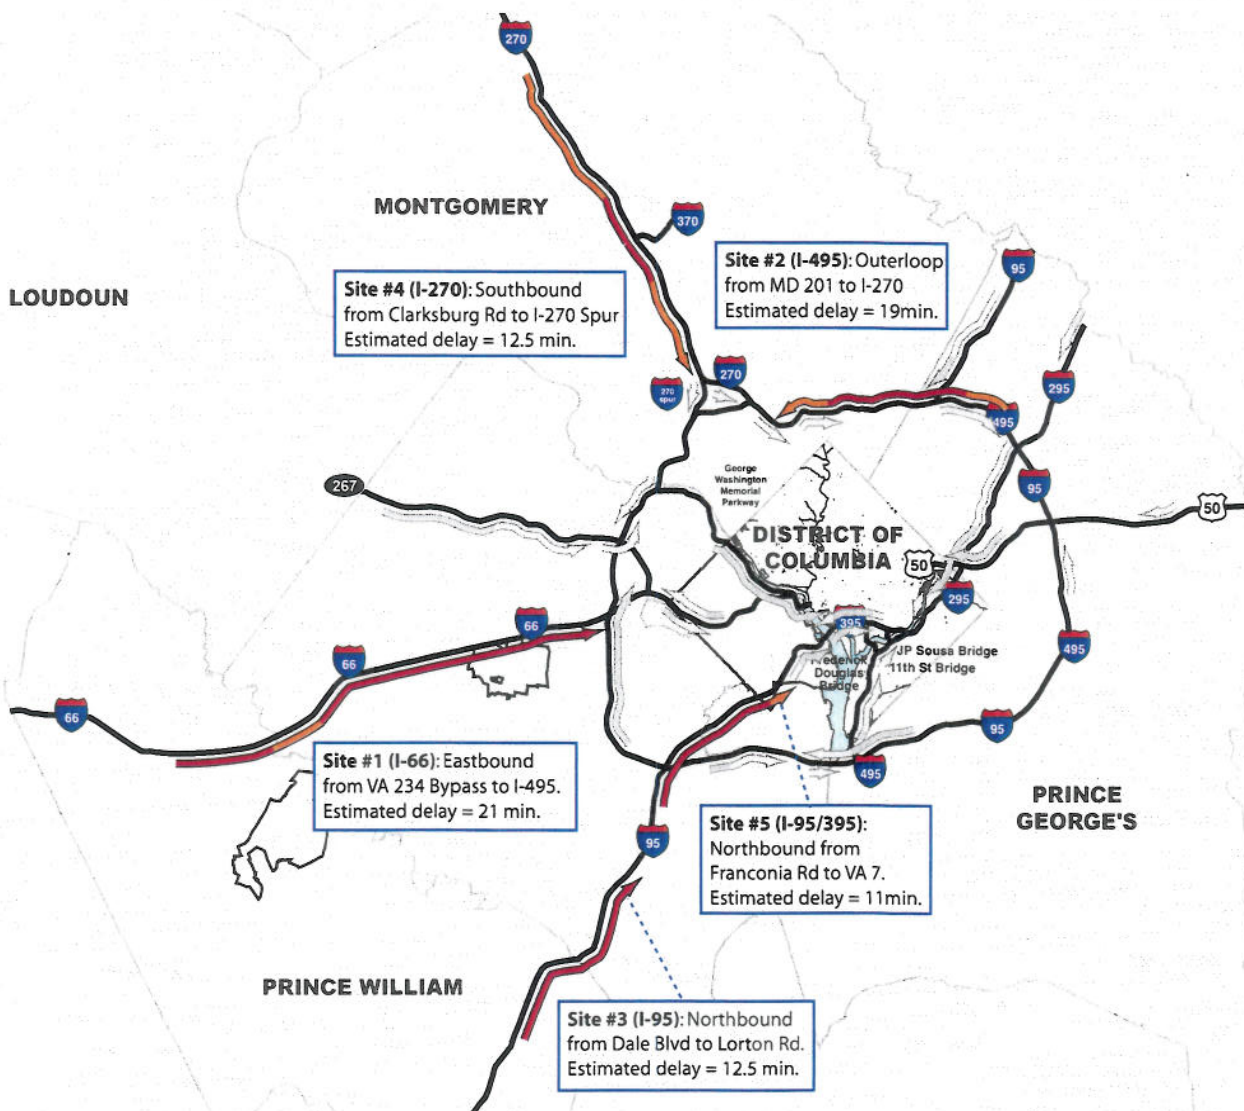 270
MONTGOMERY
370
LOUDOUN
Site #4 (I-270): Southbound
from Clarksburg Rd to I-270 Spur
Estimated delay = 12.5 min.
Site #2 (I-495): Outerloop
from MD 201 to I-270
Estimated delay = 19min.
95
270
270
spur
295
495
George
Washington
Memorial
Parkway
267
95
50
DISTRICT OF
COLUMBIA
50
295
66
395
66
JP Sousa Bridge
11th St Bridge
495
Frederick
Douglas
Bridge
66
95
Site #1 (I-66): Eastbound
from VA 234 Bypass to I-495.
Estimated delay = 21 min.
495
PRINCE
GEORGE'S
95
Site #5 (I-95/395):
Northbound from
Franconia Rd to VA 7.
Estimated delay = 11min.
PRINCE WILLIAM
Site #3 (I-95): Northbound
from Dale Blvd to Lorton Rd.
Estimated delay = 12.5 min.